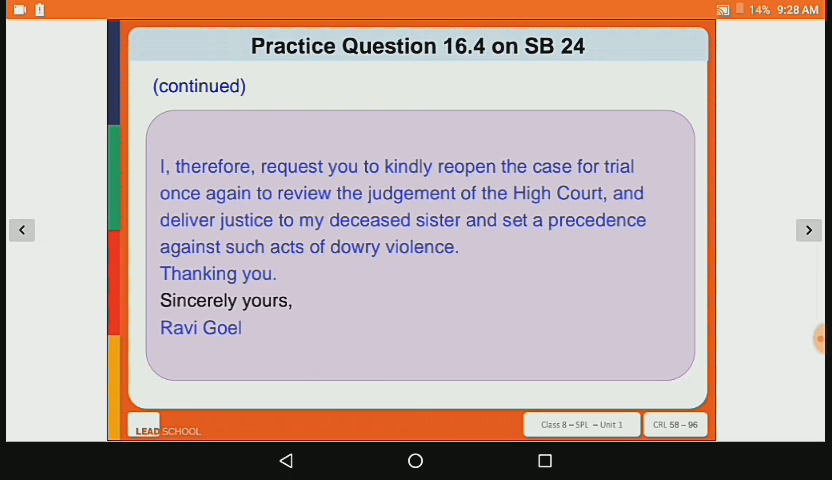 14% 9:28 AM
Practice Question 16.4 on SB 24
(continued)
I, therefore, request you to kindly reopen the case for trial
once again to review the judgement of the High Court, and
deliver justice to my deceased sister and set a precedence
against such acts of dowry violence.
Thanking you.
Sincerely yours,
Ravi Goel
LEAD SCHOOL
Class 8 – SPL – Unit 1
CRL 58 – 96